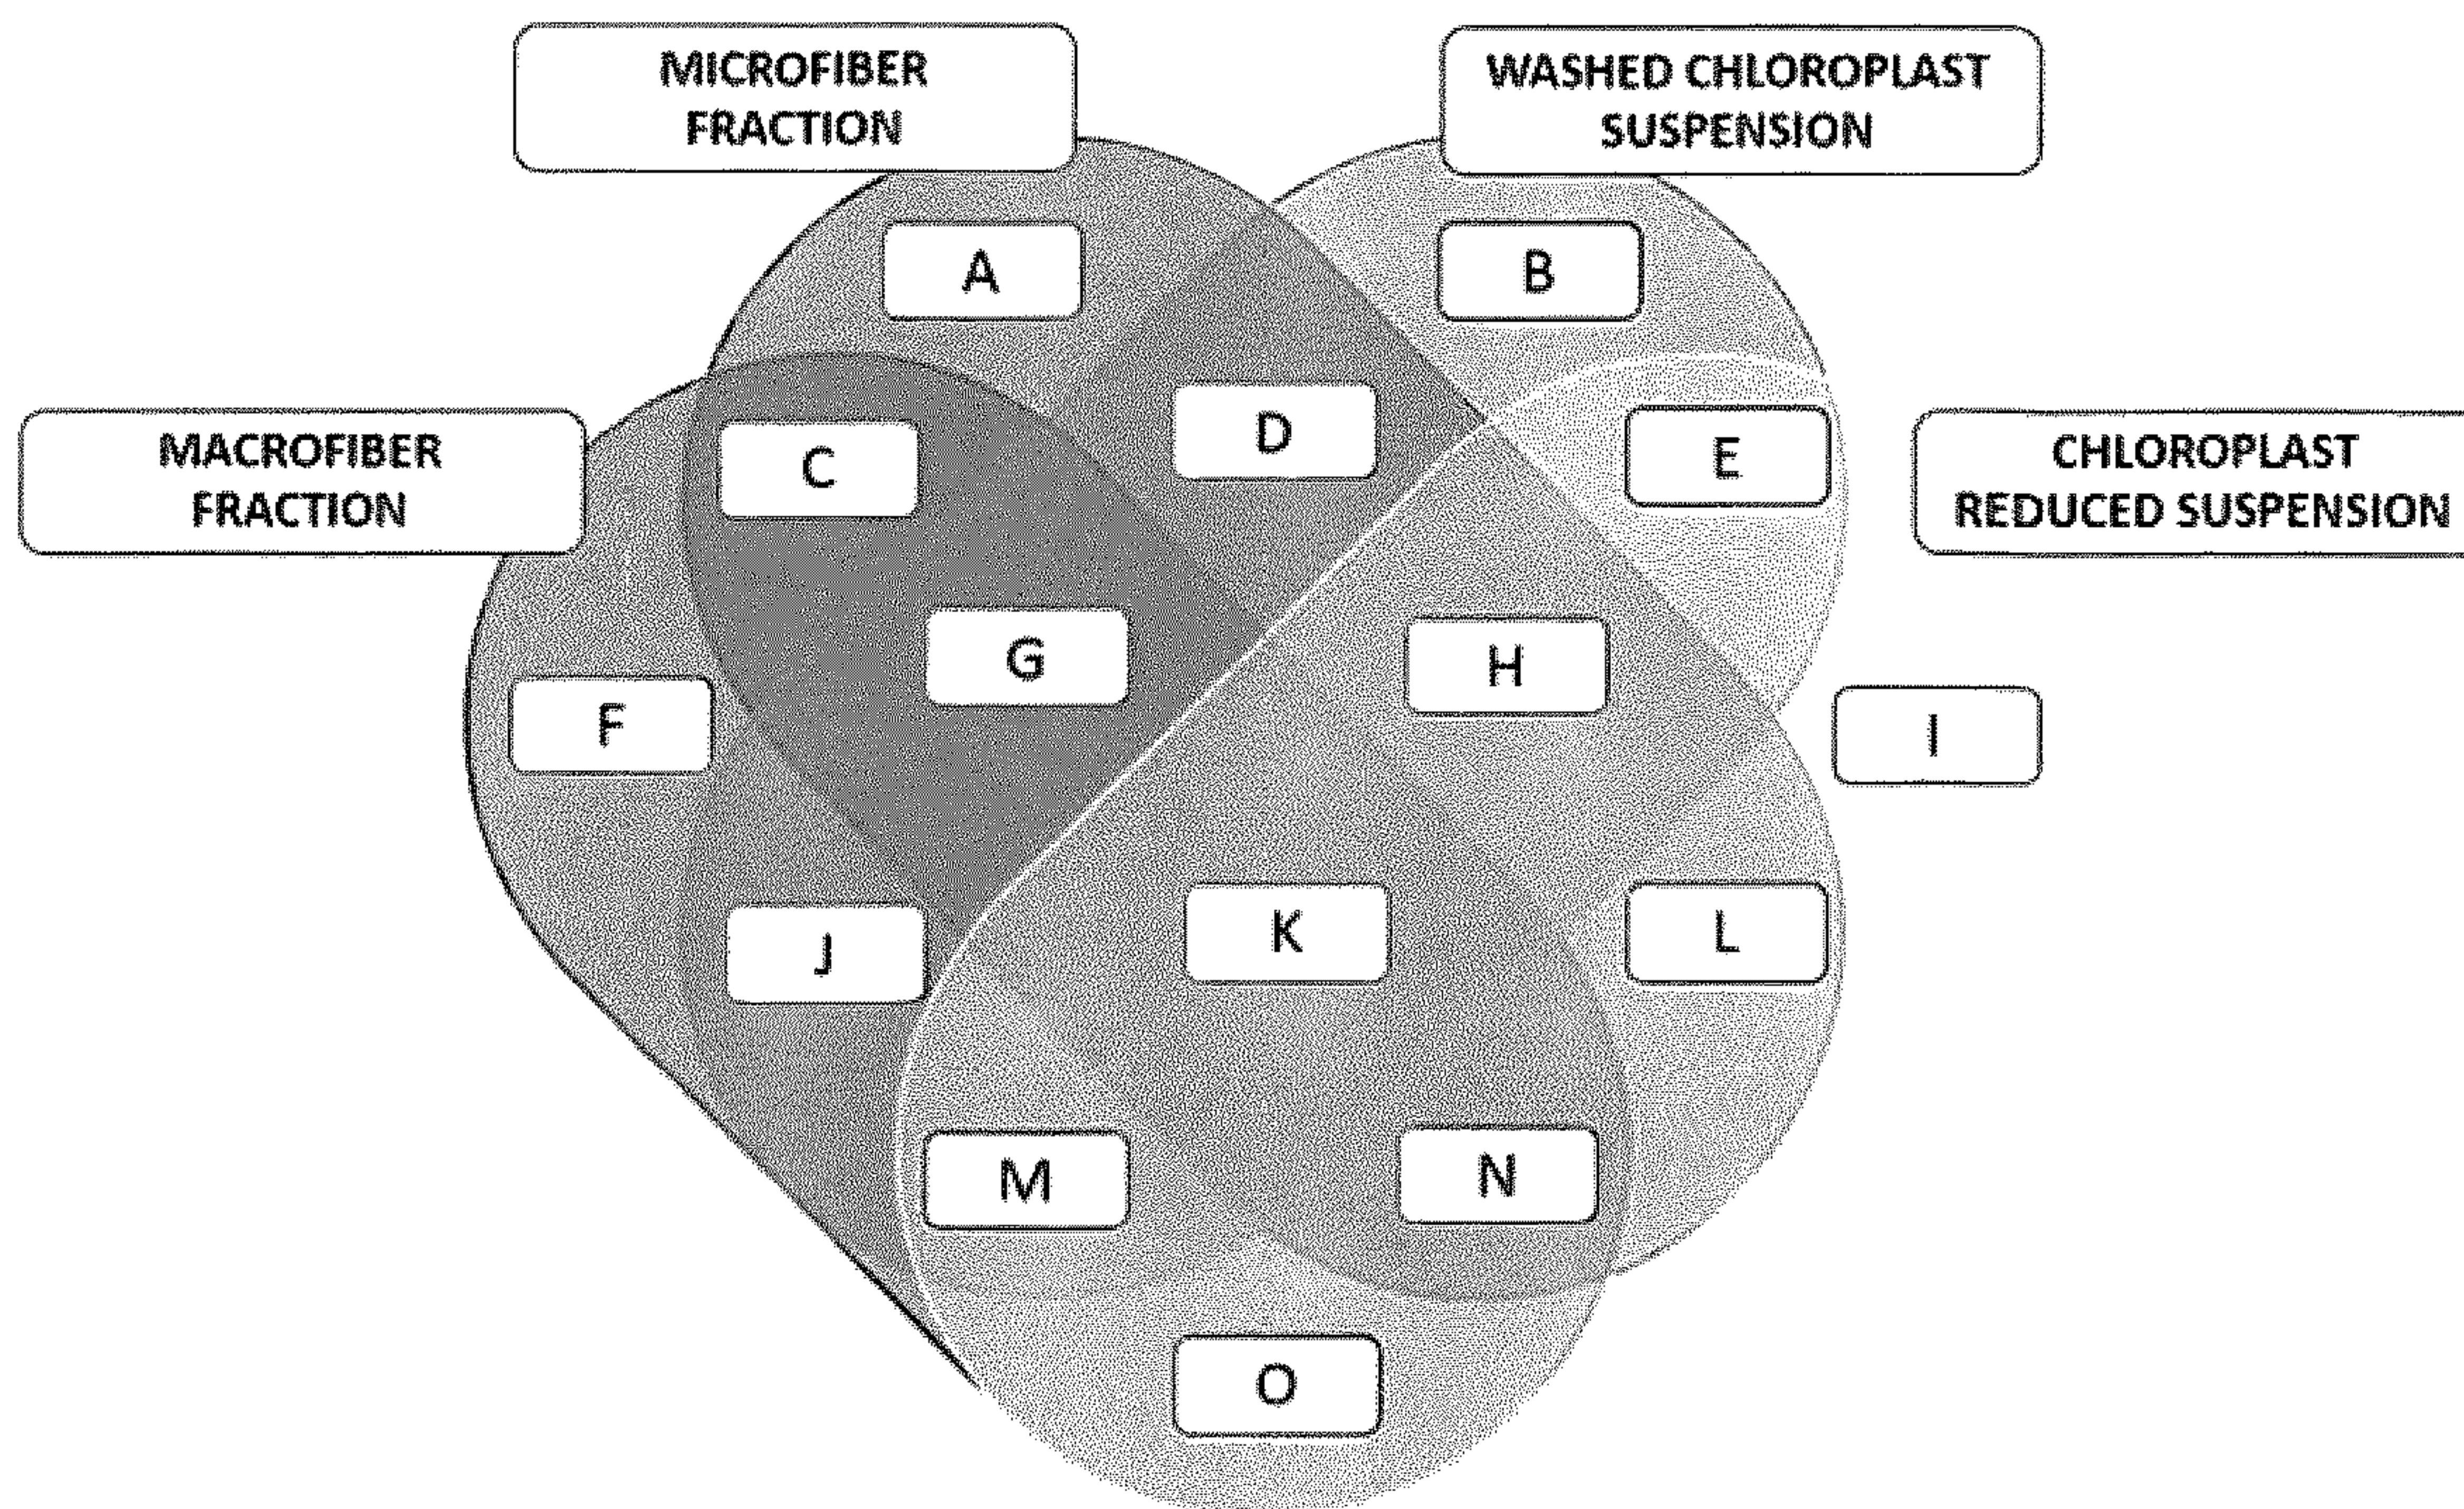 MICROFIBER
FRACTION
WASHED CHLOROPLAST
SUSPENSION
A
B
MACROFIBER
FRACTION
C
D
E
CHLOROPLAST
REDUCED SUSPENSION
F
G
H
I
J
K
L
M
N
O